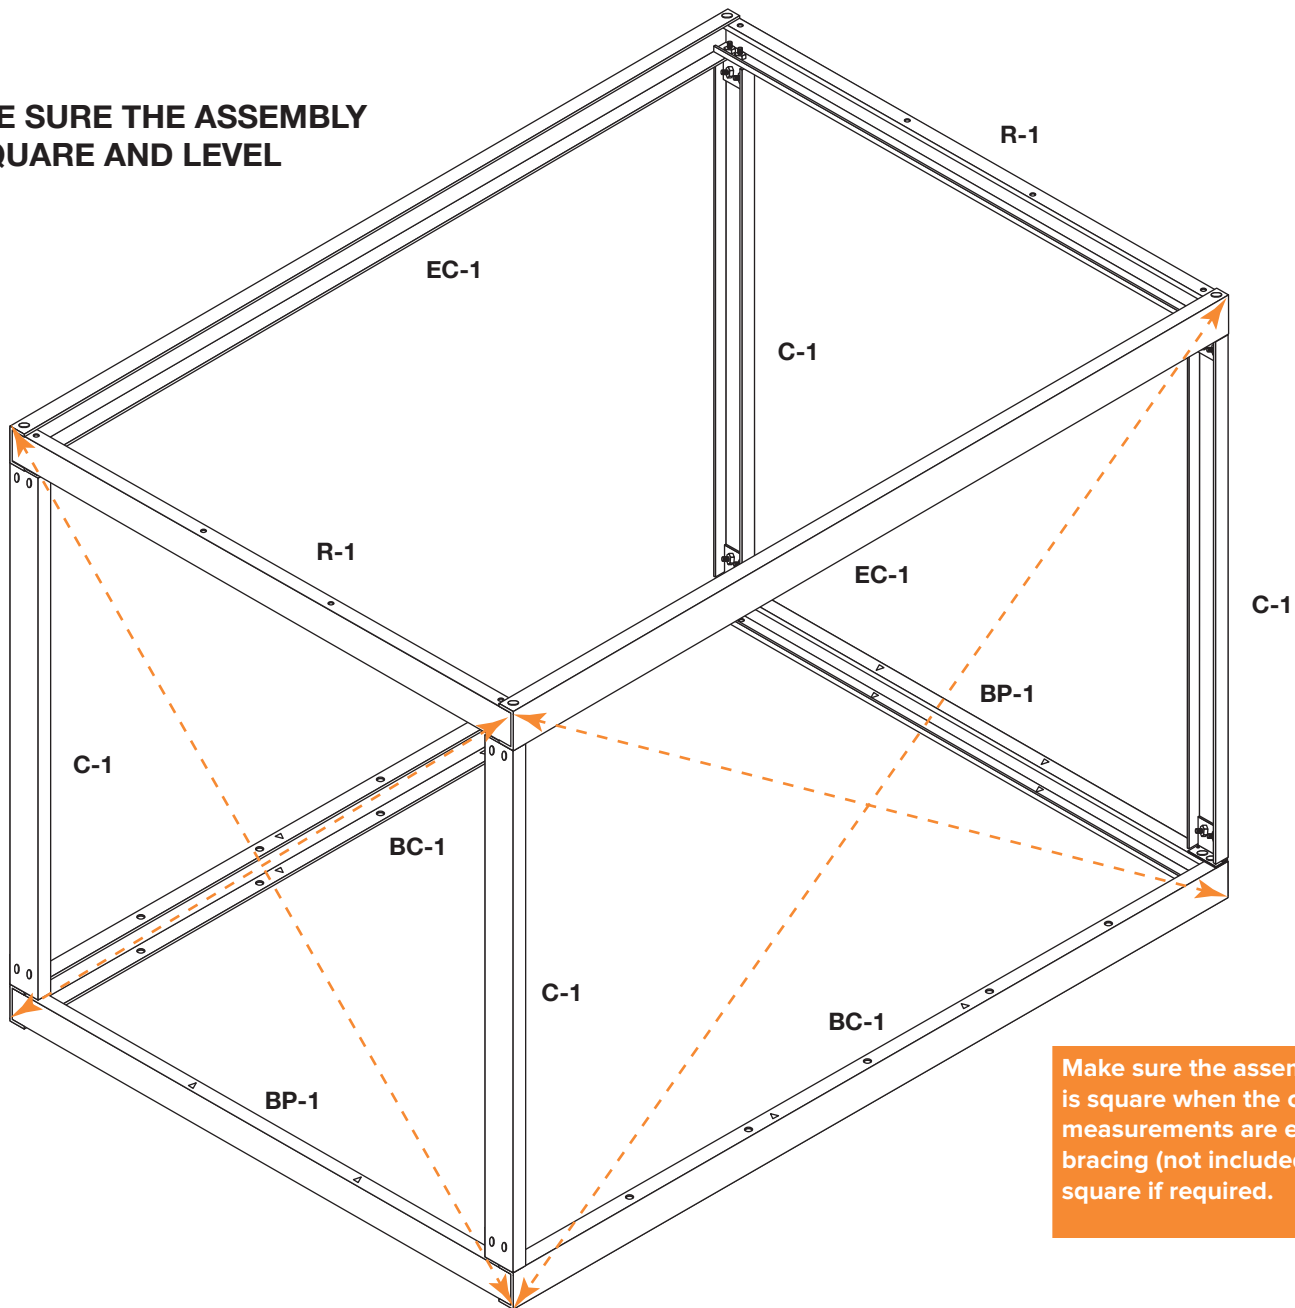 E SURE THE ASSEMBLY
QUARE AND LEVEL
R-1
EC-1
C-1
R-1
EC-1
C-1
BP-1
C-1
BC-1
C-1
BC-1
BP-1
Make sure the
is square when the
measurements are
bracing (not included
square if required.